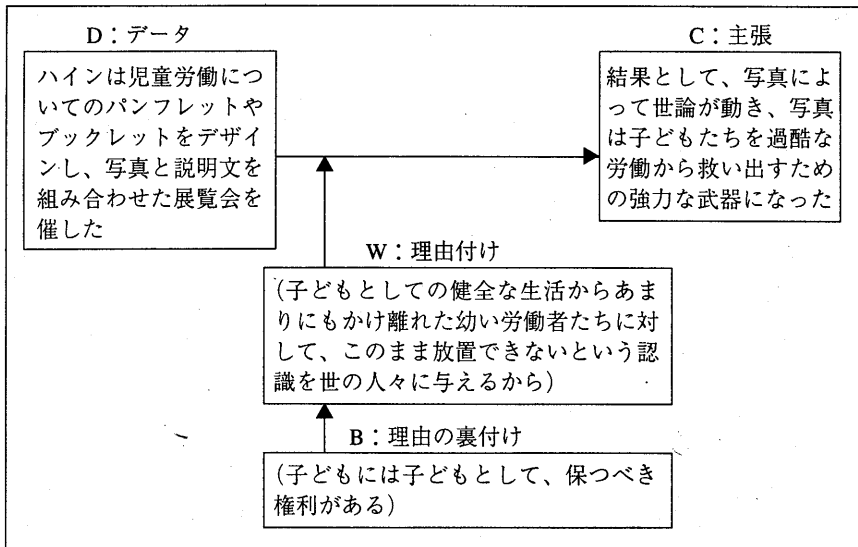 D:データ
ハインは児童労働につ
いてのパンフレットや
ブックレットをデザイ
ンし、写真と説明文を
組み合わせた展覧会を
催した
C:主張
結果として、写真によ
って世論が動き、写真
は子どもたちを過酷な
労働から救い出すため
の強力な武器になった
W:理由付け
(子どもとしての健全な生活からあま
りにもかけ離れた幼い労働者たちに対
して、このまま放置できないという認
識を世の人々に与えるから)
B:理由の裏付け
(子どもには子どもとして、保つべき
権利がある)